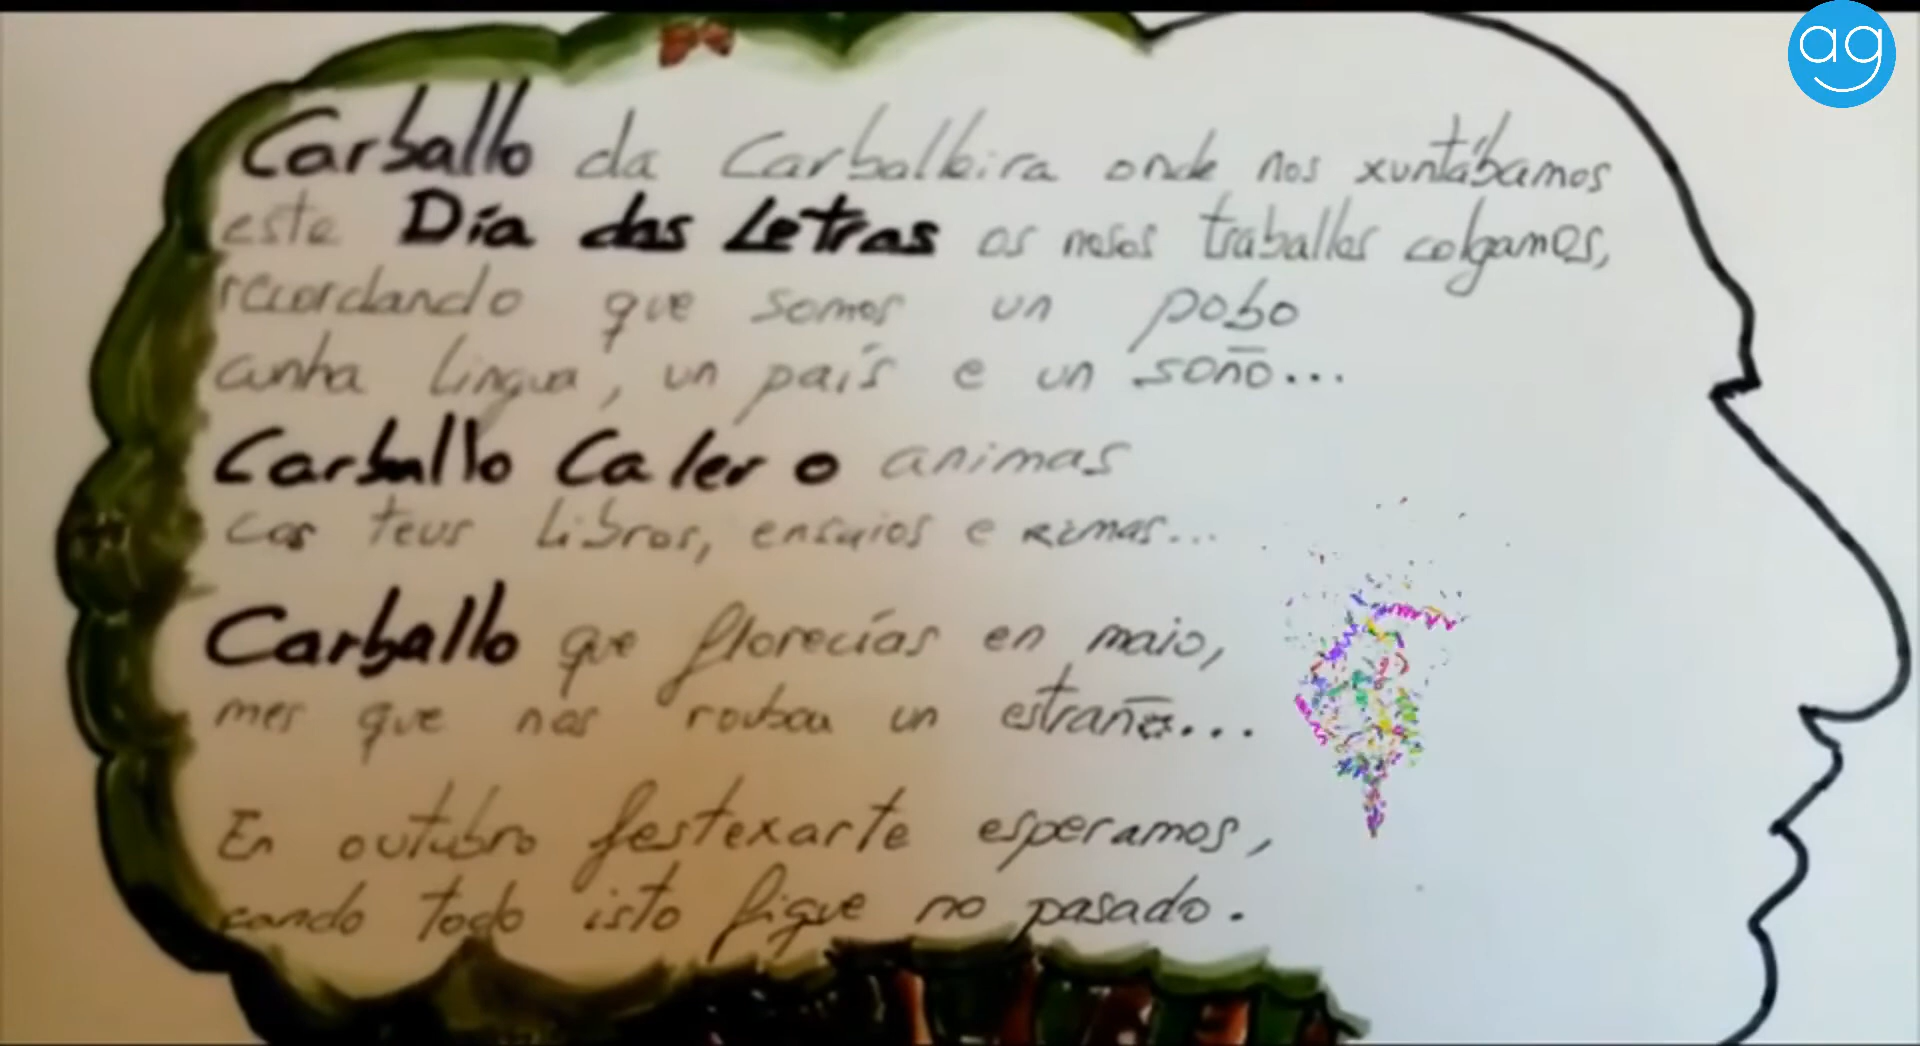 ag
Carballo da Carballeira onde nos xuntábamos
este Día das Letras os nosos traballos colgamos,
recordando que somos un pobo
cunha lingua, un país e un soño...
Carballo Calero animas
cos teus libros, ensaios e rimas...
Carballo que florecías en maio,
mes que nos roubou un estraño...
En outubro festexarte esperamos,
cando todo isto fique no pasado.